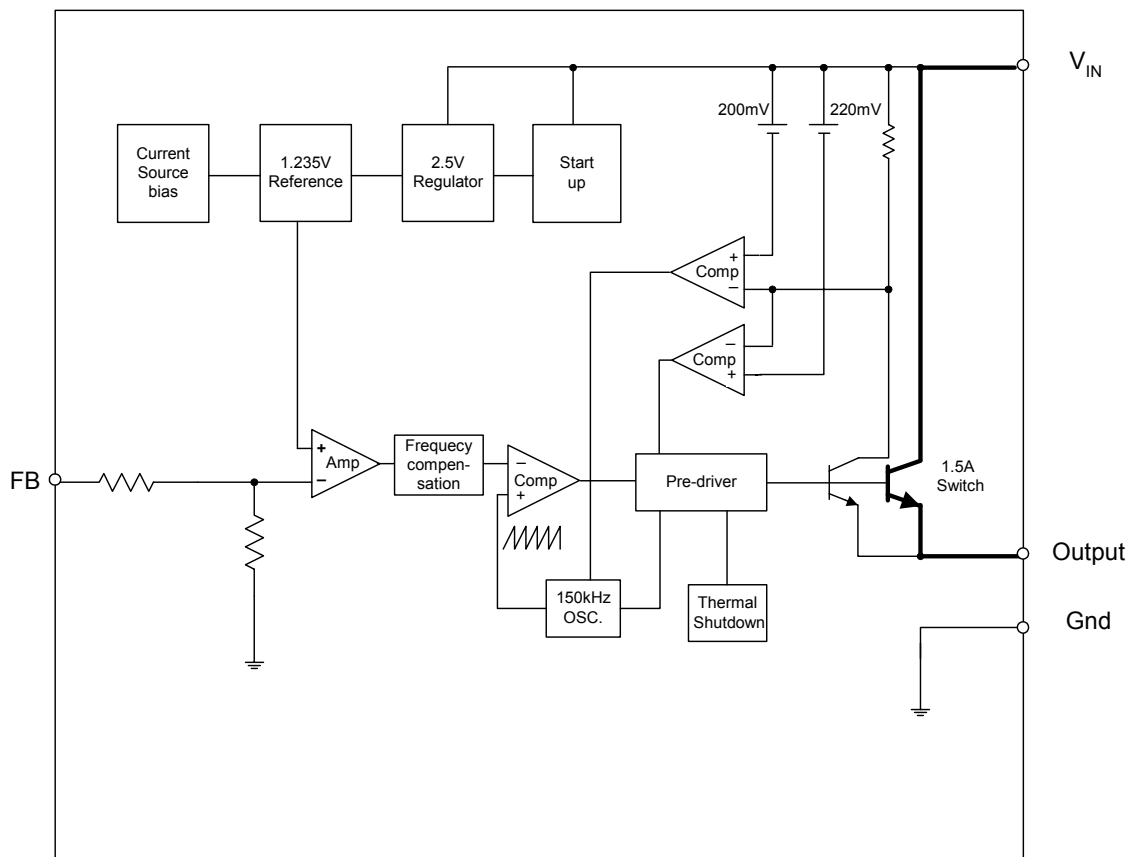 V_IN
200mV
220mV
Current
Source
bias
1.235V
Reference
2.5V
Regulator
Start
up
+
Comp
−
−
Comp
+
FB
+
Amp
−
Frequecy
compen-
sation
−
Comp
+
Pre-driver
1.5A
Switch
Output
150kHz
OSC.
Thermal
Shutdown
Gnd